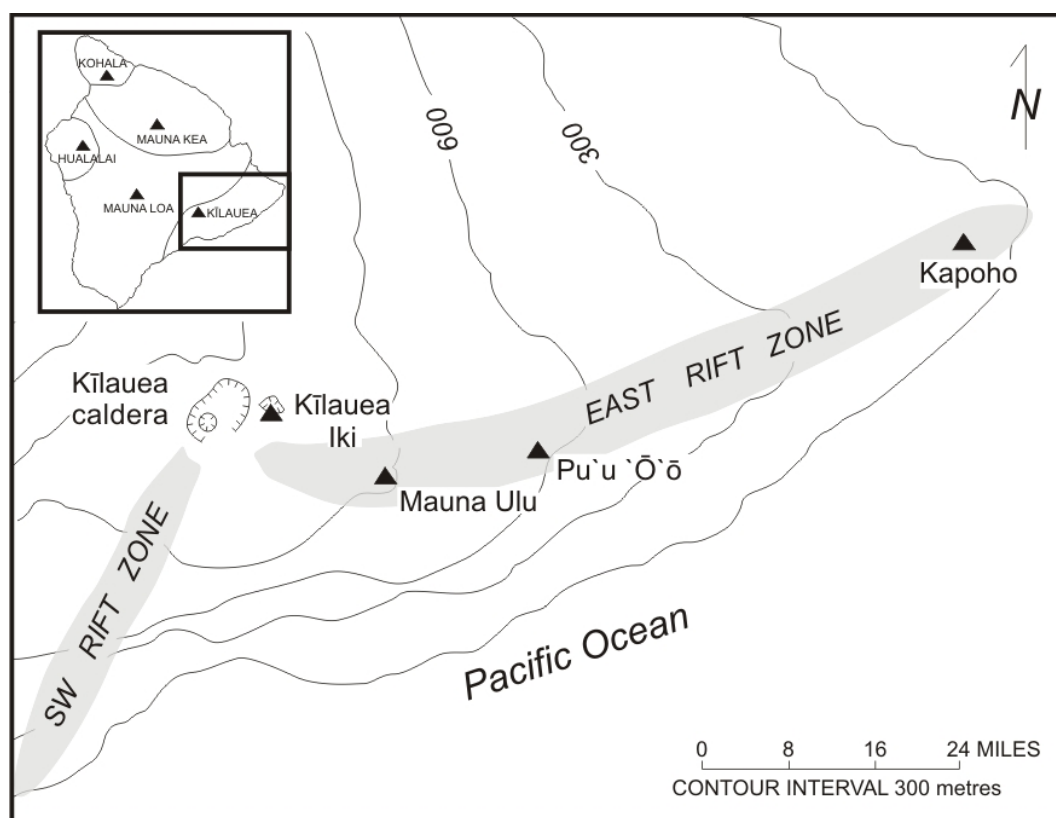 KOHALA
MAUNA KEA
HUALALAI
MAUNA LOA
KĪLAUEA
600
300
N
Kapoho
EAST RIFT ZONE
Kīlauea
caldera
Kīlauea
Iki
Mauna Ulu
Pu`u `Ō`ō
SW RIFT ZONE
Pacific Ocean
0 8 16 24 MILES
CONTOUR INTERVAL 300 metres